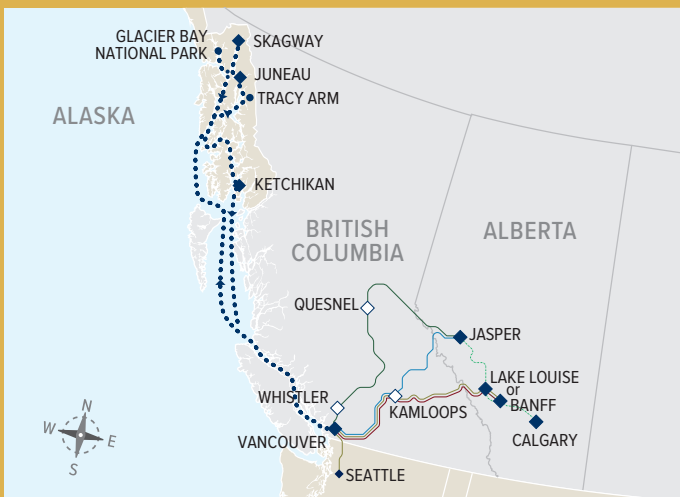 GLACIER BAY
NATIONAL PARK
SKAGWAY
JUNEAU
TRACY ARM
ALASKA
KETCHIKAN
BRITISH
COLUMBIA
ALBERTA
QUESNEL
JASPER
LAKE LOUISE
or
BANFF
WHISTLER
KAMLOOPS
CALGARY
VANCOUVER
SEATTLE
N
W
E
S